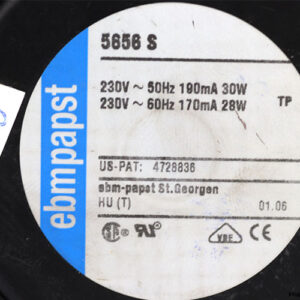 5656 S
230V ~ 50Hz 190mA 30W
230V ~ 60Hz 170mA 28W
TP
ebmpapst
US-PAT: 4728836
ebm-papst St.Georgen
HU (T)
01.06
VDE CE